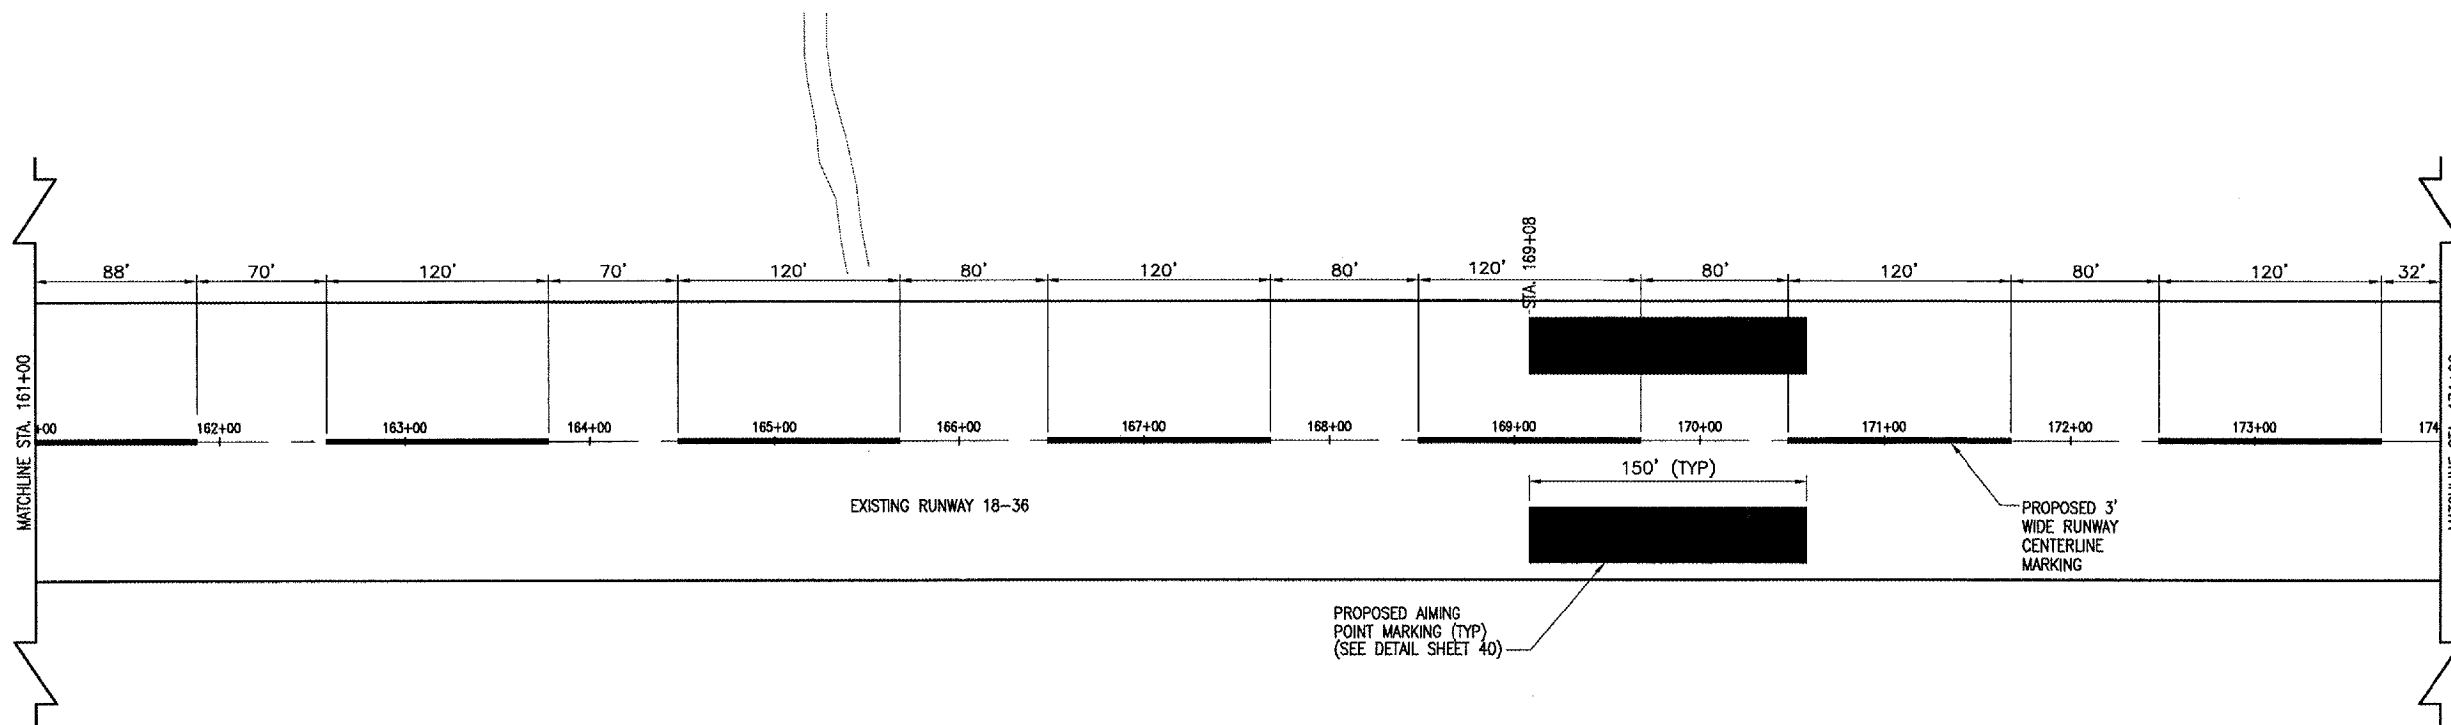 STA. 169+08
88' 70' 120' 70' 120' 80' 120' 80' 120' 80' 120' 80' 120' 32'
MATCHLINE STA. 161+00
+00 162+00 163+00 164+00 165+00 166+00 167+00 168+00 169+00 170+00 171+00 172+00 173+00 174
150' (TYP)
EXISTING RUNWAY 18-36
PROPOSED 3'
WIDE RUNWAY
CENTERLINE
MARKING
PROPOSED AIMING
POINT MARKING (TYP)
(SEE DETAIL SHEET 40)